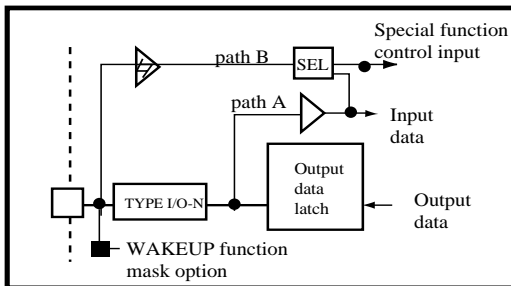 Special function
control input
path B
SEL
path A
Input
data
TYPE I/O-N
Output
data
latch
Output
data
WAKEUP function
mask option